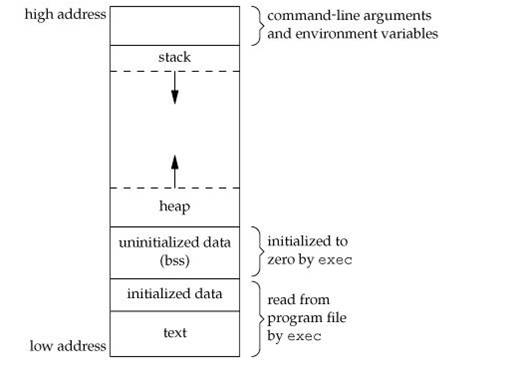 high address
command-line arguments
and environment variables
stack
heap
uninitialized data
(bss)
initialized to
zero by exec
initialized data
read from
program file
by exec
text
low address